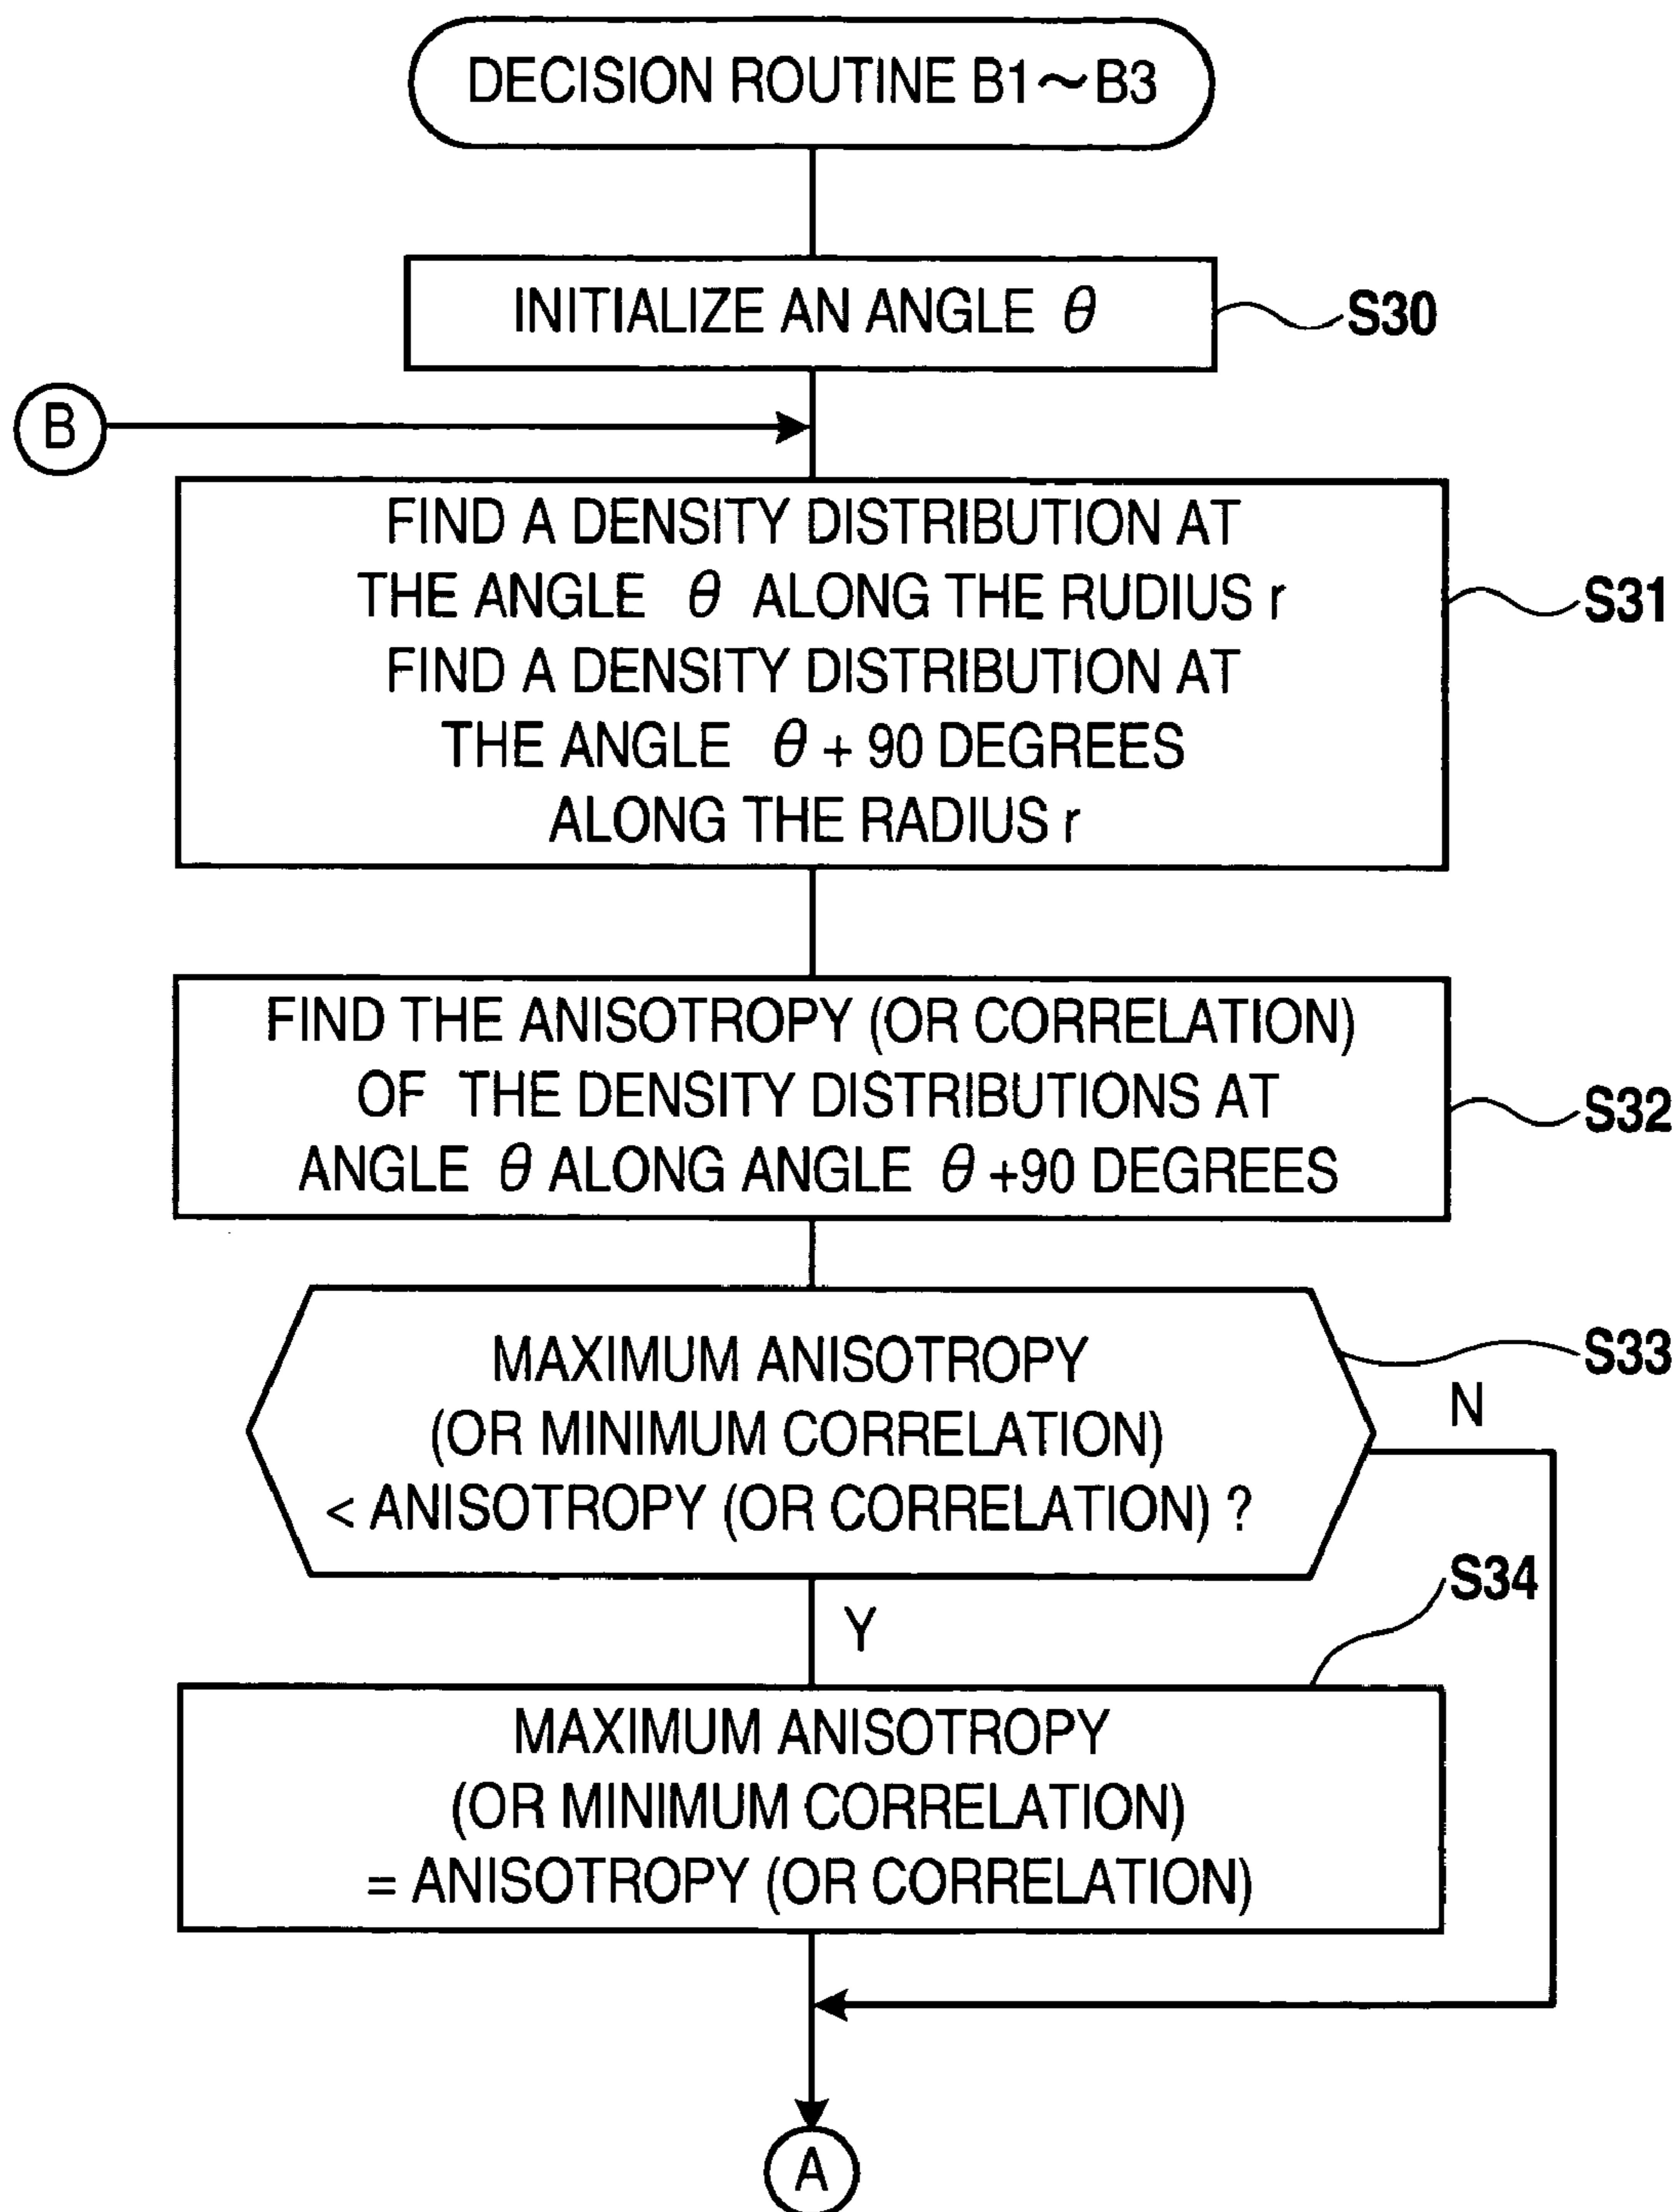 DECISION ROUTINE B1~B3
INITIALIZE AN ANGLE θ
S30
B
FIND A DENSITY DISTRIBUTION AT
THE ANGLE θ ALONG THE RUDIUS r
FIND A DENSITY DISTRIBUTION AT
THE ANGLE θ + 90 DEGREES
ALONG THE RADIUS r
S31
FIND THE ANISOTROPY (OR CORRELATION)
OF THE DENSITY DISTRIBUTIONS AT
ANGLE θ ALONG ANGLE θ +90 DEGREES
S32
MAXIMUM ANISOTROPY
(OR MINIMUM CORRELATION)
< ANISOTROPY (OR CORRELATION) ?
S33
N
Y
S34
MAXIMUM ANISOTROPY
(OR MINIMUM CORRELATION)
= ANISOTROPY (OR CORRELATION)
A